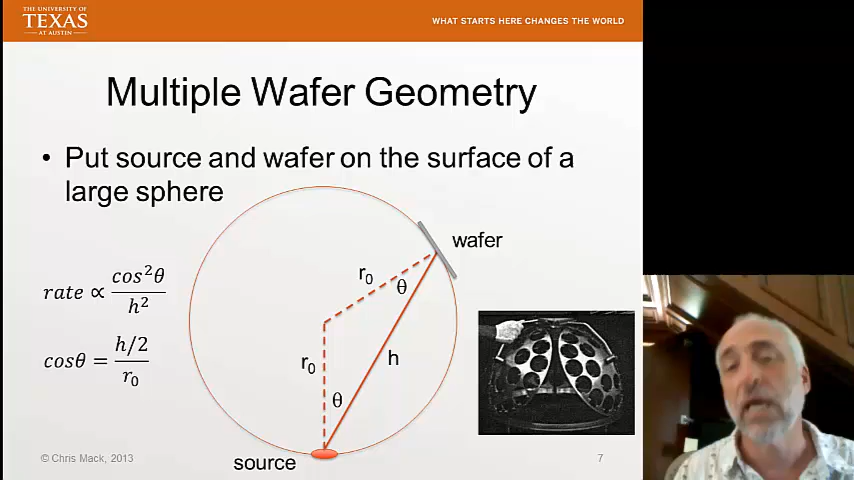 THE UNIVERSITY OF
TEXAS
AT AUSTIN
WHAT STARTS HERE CHANGES THE WORLD
Multiple Wafer Geometry
• Put source and wafer on the surface of a
large sphere
wafer
r₀
θ
rate ∝ cos²θ / h²
cosθ = (h/2) / r₀
r₀
h
θ
source
© Chris Mack, 2013
7